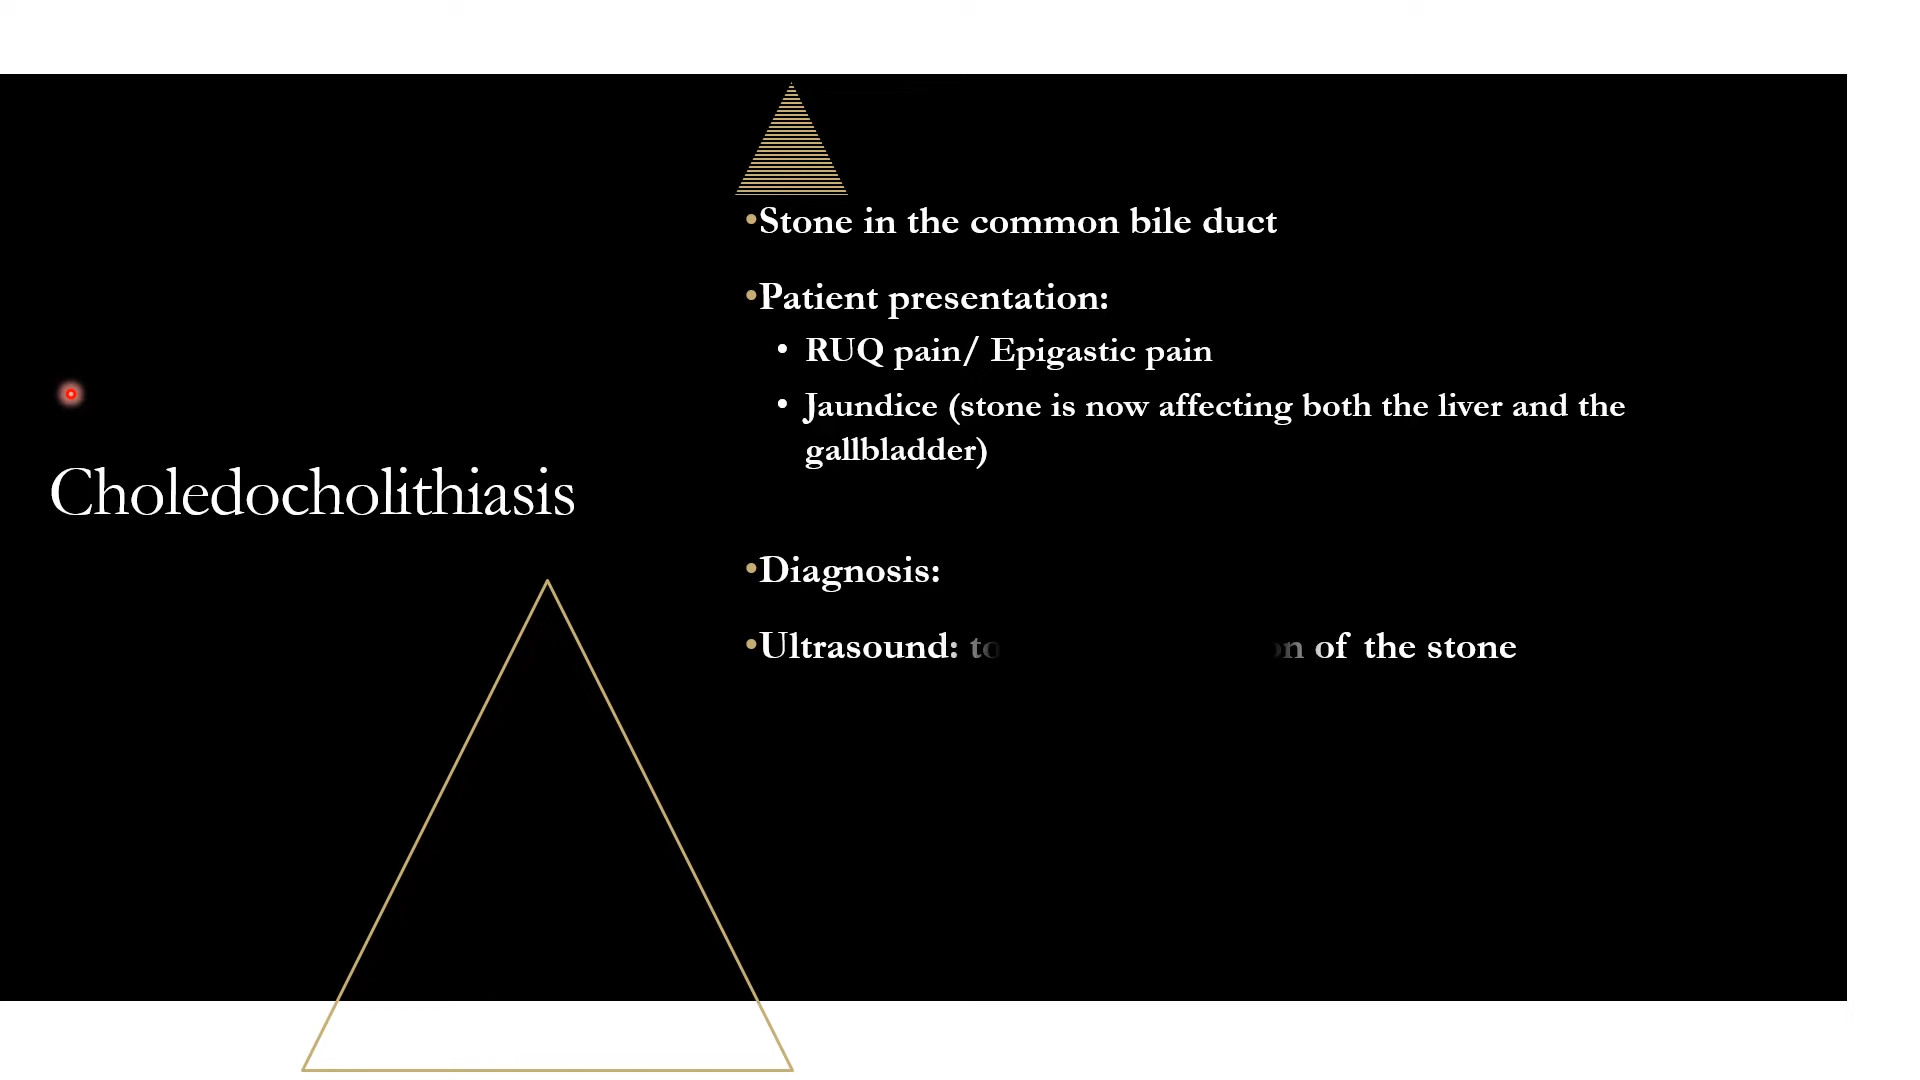 Choledocholithiasis
•Stone in the common bile duct
•Patient presentation:
• RUQ pain/ Epigastic pain
• Jaundice (stone is now affecting both the liver and the
gallbladder)
•Diagnosis:
•Ultrasound: to of the stone